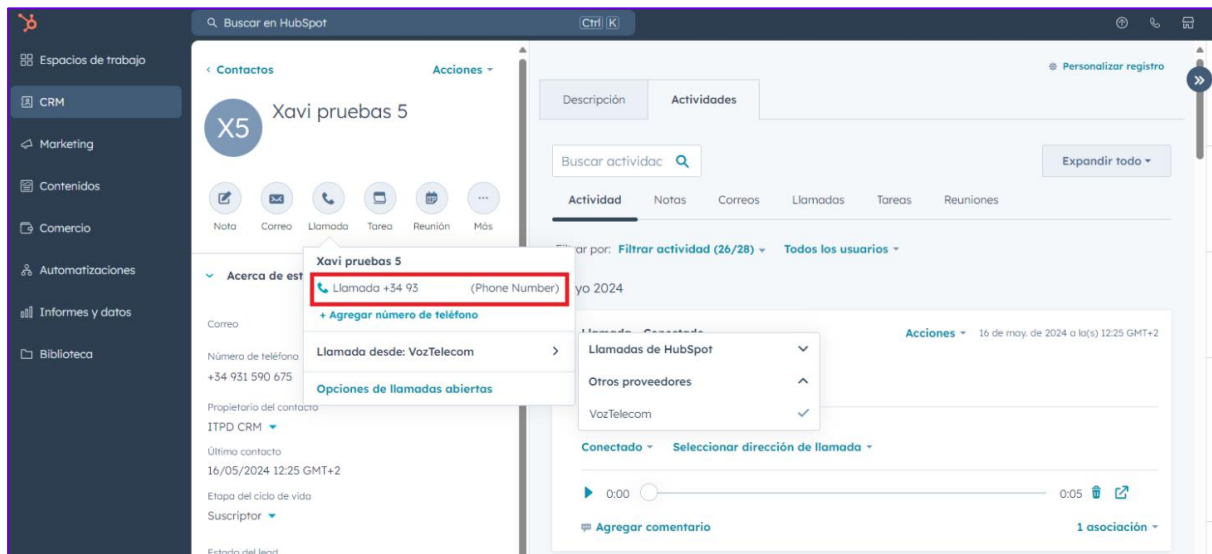 Buscar en HubSpot
Ctrl K
Espacios de trabajo
CRM
Marketing
Contenidos
Comercio
Automatizaciones
Informes y datos
Biblioteca
Contactos
Acciones
X5
Xavi pruebas 5
Nota Correo Llamada Tarea Reunión Más
Acerca de est
Xavi pruebas 5
Llamada +34 93 (Phone Number)
+ Agregar número de teléfono
Llamada desde: VozTelecom
Opciones de llamadas abiertas
Correo
Número de teléfono
+34 931 590 675
Propietario del contacto
ITPD CRM
Último contacto
16/05/2024 12:25 GMT+2
Etapa del ciclo de vida
Suscriptor
Estado del lead
Personalizar registro
Descripción Actividades
Buscar activida
Expandir todo
Actividad Notas Correos Llamadas Tareas Reuniones
ar por: Filtrar actividad (26/28) Todos los usuarios
yo 2024
Acciones 16 de may. de 2024 a la(s) 12:25 GMT+2
Llamadas de HubSpot
Otros proveedores
VozTelecom
Conectado Seleccionar dirección de llamada
0:00 0:05
Agregar comentario 1 asociación